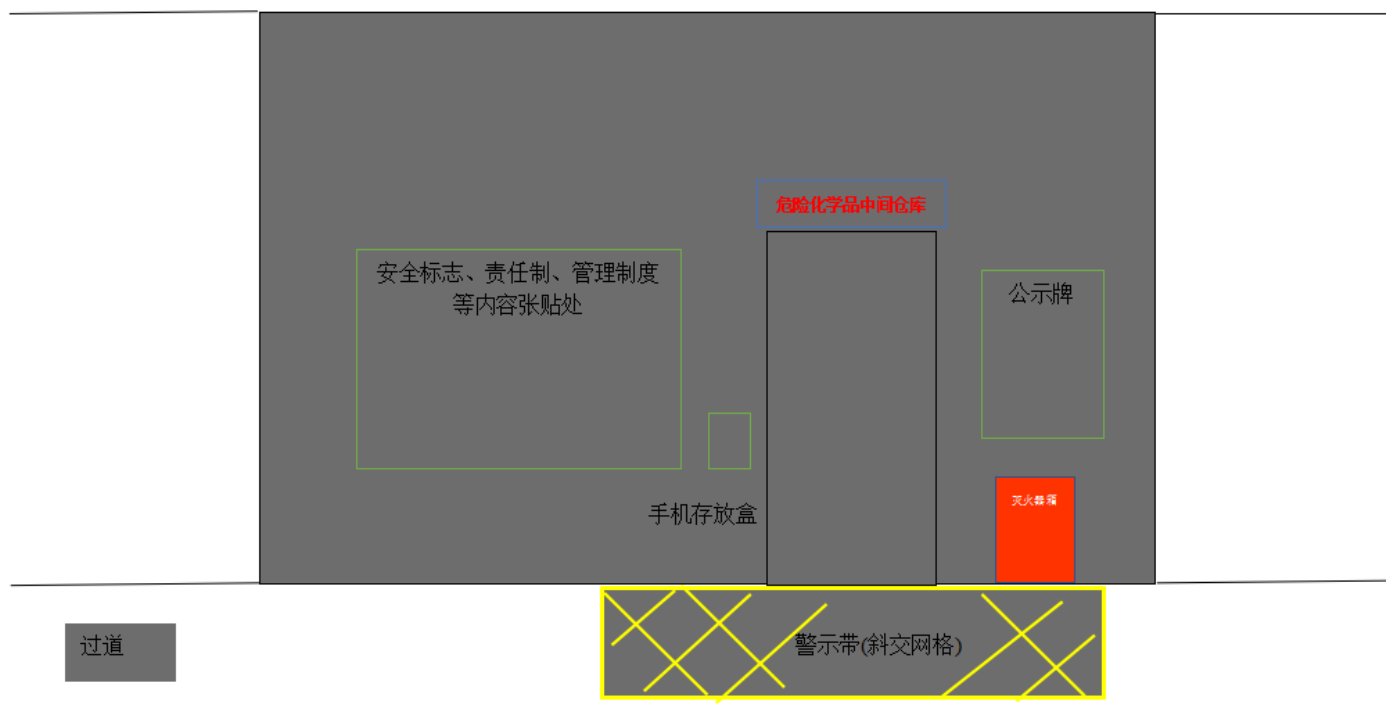 危险化学品中间仓库
安全标志、责任制、管理制度
等内容张贴处
公示牌
手机存放盒
灭火器箱
过道
警示带(斜交网格)